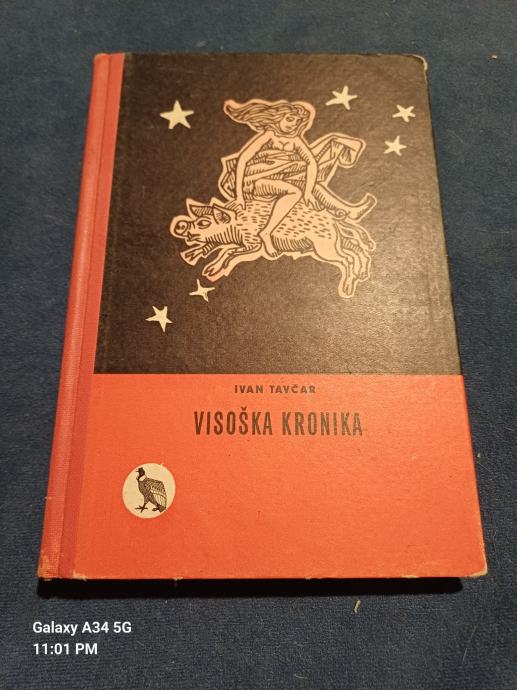 IVAN TAVČAR
VISOŠKA KRONIKA
Galaxy A34 5G
11:01 PM